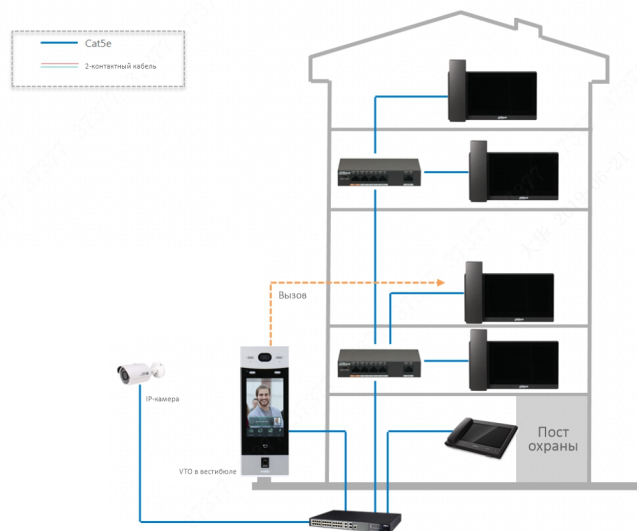 Cat5e
2-контактный кабель
Вызов
IP-камера
VTO в вестибюле
Пост
охраны